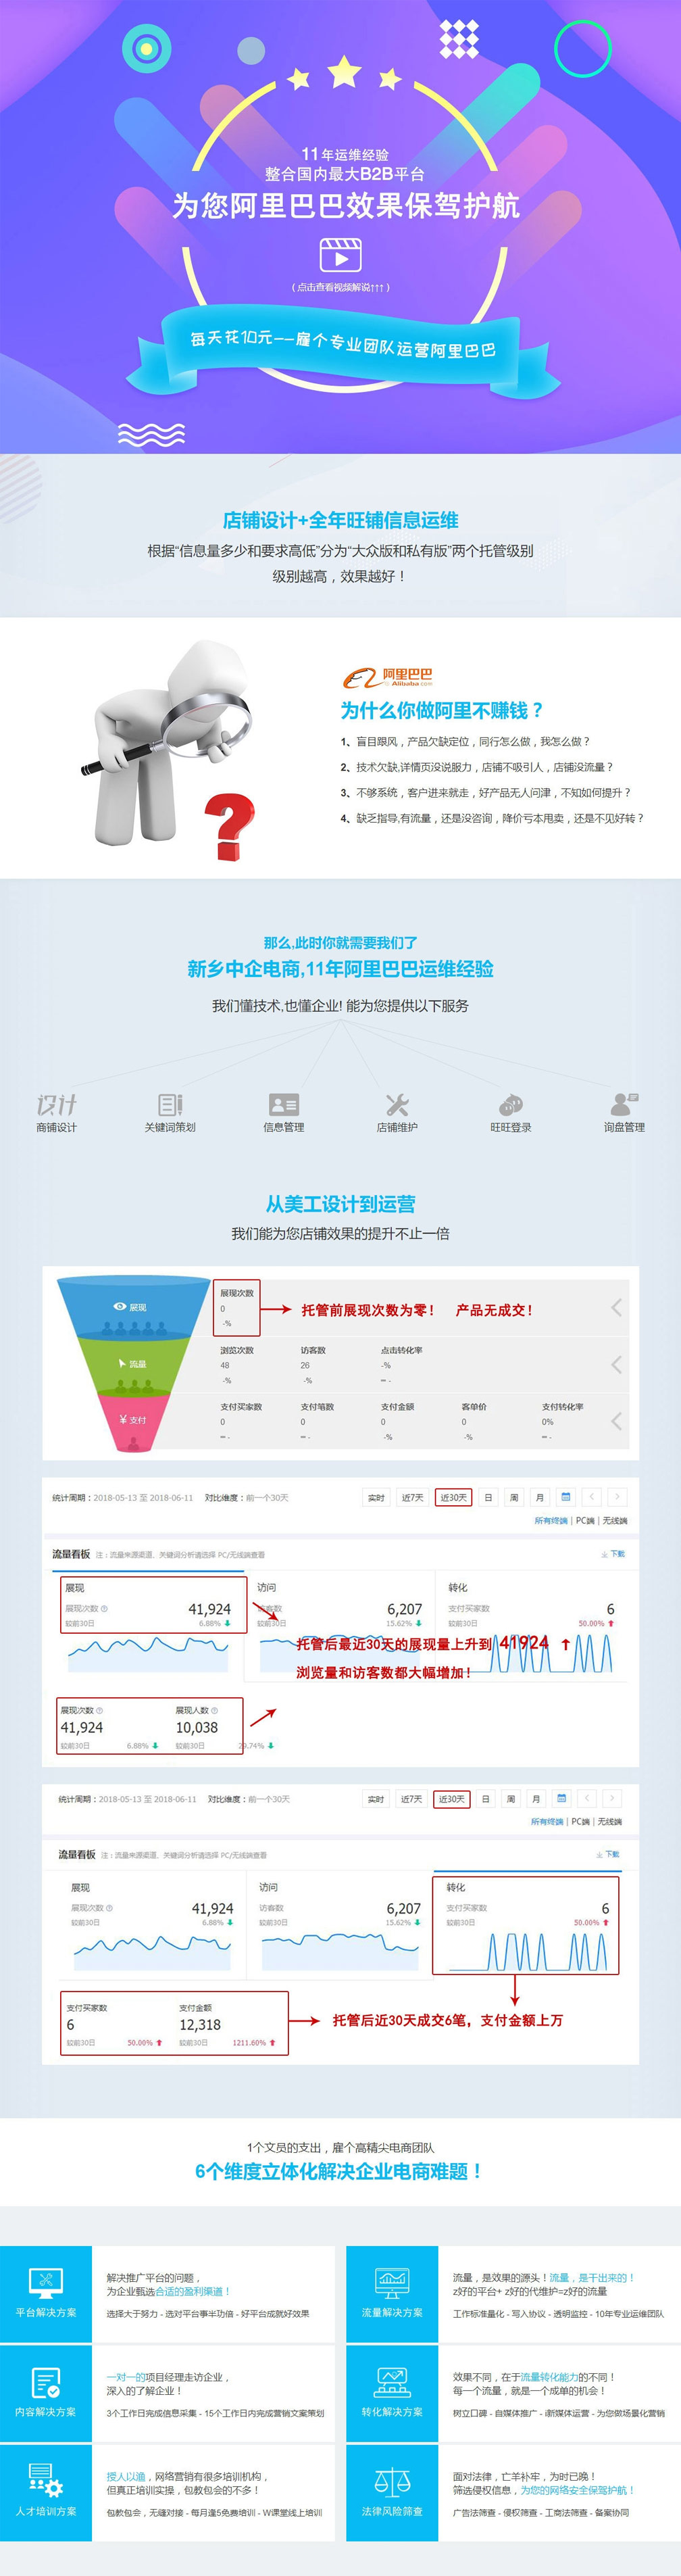 11年运维经验
整合国内最大B2B平台
为您阿里巴巴效果保驾护航
（点击查看视频解说↑↑↑）
每天花10元--雇个专业团队运营阿里巴巴
店铺设计+全年旺铺信息运维
根据“信息量多少和要求高低”分为“大众版和私有版”两个托管级别
级别越高，效果越好！
阿里巴巴
Alibaba.com
为什么你做阿里不赚钱？
1、盲目跟风，产品欠缺定位，同行怎么做，我怎么做？
2、技术欠缺,详情页没说服力，店铺不吸引人，店铺没流量？
3、不够系统，客户进来就走，好产品无人问津，不知如何提升？
4、缺乏指导,有流量，还是没咨询，降价亏本甩卖，还是不见好转？
那么,此时你就需要我们了
新乡中企电商,11年阿里巴巴运维经验
我们懂技术,也懂企业! 能为您提供以下服务
设计
商铺设计 关键词策划 信息管理 店铺维护 旺旺登录 询盘管理
从美工设计到运营
我们能为您店铺效果的提升不止一倍
展现
展现次数
0
-%
托管前展现次数为零！ 产品无成交！
流量
浏览次数 访客数 点击转化率
48 26 -%
-% -% = -
¥ 支付
支付买家数 支付笔数 支付金额 客单价 支付转化率
0 0 0 0 0%
= - = - -% -% = -
统计周期：2018-05-13 至 2018-06-11 对比维度：前一个30天 实时 近7天 近30天 日 周 月
所有终端 | PC端 | 无线端
流量看板 注：流量来源渠道、关键词分析请选择 PC/无线端查看 下载
展现 访问 转化
展现次数 41,924 访客数 6,207 支付买家数 6
较前30日 6.88% 较前30日 15.62% 较前30日 50.00%
托管后最近30天的展现量上升到 41924 ↑
浏览量和访客数都大幅增加！
展现次数 展现人数
41,924 10,038
较前30日 6.88% 较前30日 29.74%
统计周期：2018-05-13 至 2018-06-11 对比维度：前一个30天 实时 近7天 近30天 日 周 月
所有终端 | PC端 | 无线端
流量看板 注：流量来源渠道、关键词分析请选择 PC/无线端查看 下载
展现 访问 转化
展现次数 41,924 访客数 6,207 支付买家数 6
较前30日 6.88% 较前30日 15.62% 较前30日 50.00%
支付买家数 支付金额
6 12,318
较前30日 50.00% 较前30日 1211.60%
托管后近30天成交6笔，支付金额上万
1个文员的支出，雇个高精尖电商团队
6个维度立体化解决企业电商难题！
平台解决方案
解决推广平台的问题，
为企业甄选合适的盈利渠道！
选择大于努力 - 选对平台事半功倍 - 好平台成就好效果
流量解决方案
流量，是效果的源头！流量，是干出来的！
z好的平台+ z好的代维护=z好的流量
工作标准量化 - 写入协议 - 透明监控 - 10年专业运维团队
内容解决方案
一对一的项目经理走访企业，
深入的了解企业！
3个工作日完成信息采集 - 15个工作日内完成营销文案策划
转化解决方案
效果不同，在于流量转化能力的不同！
每一个流量，就是一个成单的机会！
树立口碑 - 自媒体推广 - i新媒体运营 - 为您做场景化营销
人才培训方案
授人以渔，网络营销有很多培训机构，
但真正培训实操，包教包会的不多！
包教包会，无缝对接 - 每月逢5免费培训 - W课堂线上培训
法律风险筛查
面对法律，亡羊补牢，为时已晚！
筛选侵权信息，为您的网络安全保驾护航！
广告法筛查 - 侵权筛查 - 工商法筛查 - 备案协同